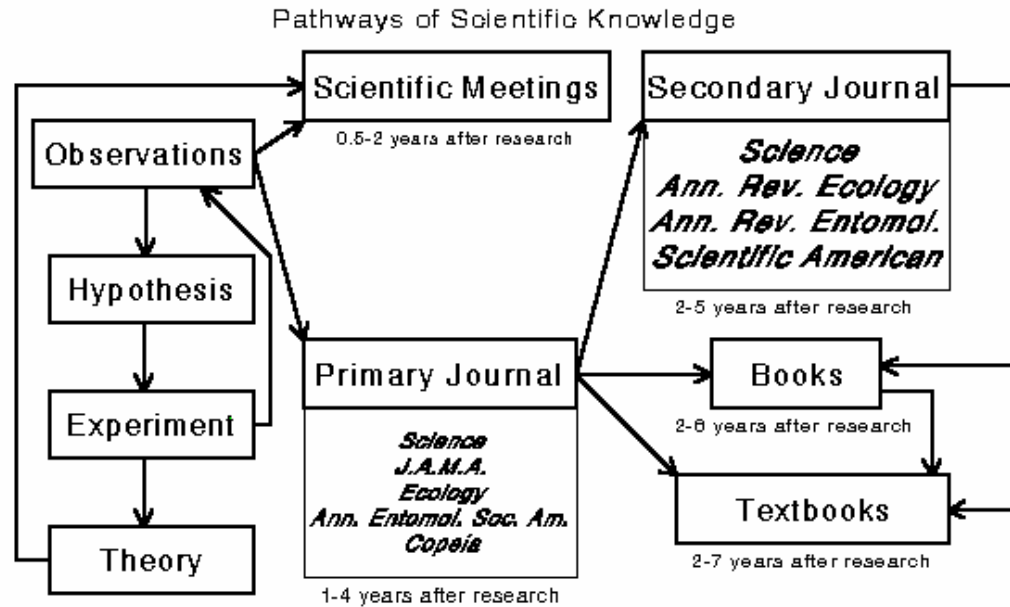 Pathways of Scientific Knowledge
Scientific Meetings
0.5-2 years after research
Secondary Journal
Science
Ann. Rev. Ecology
Ann. Rev. Entomol.
Scientific American
2-5 years after research
Observations
Hypothesis
Experiment
Theory
Primary Journal
Science
J.A.M.A.
Ecology
Ann. Entomol. Soc. Am.
Copeia
1-4 years after research
Books
2-6 years after research
Textbooks
2-7 years after research